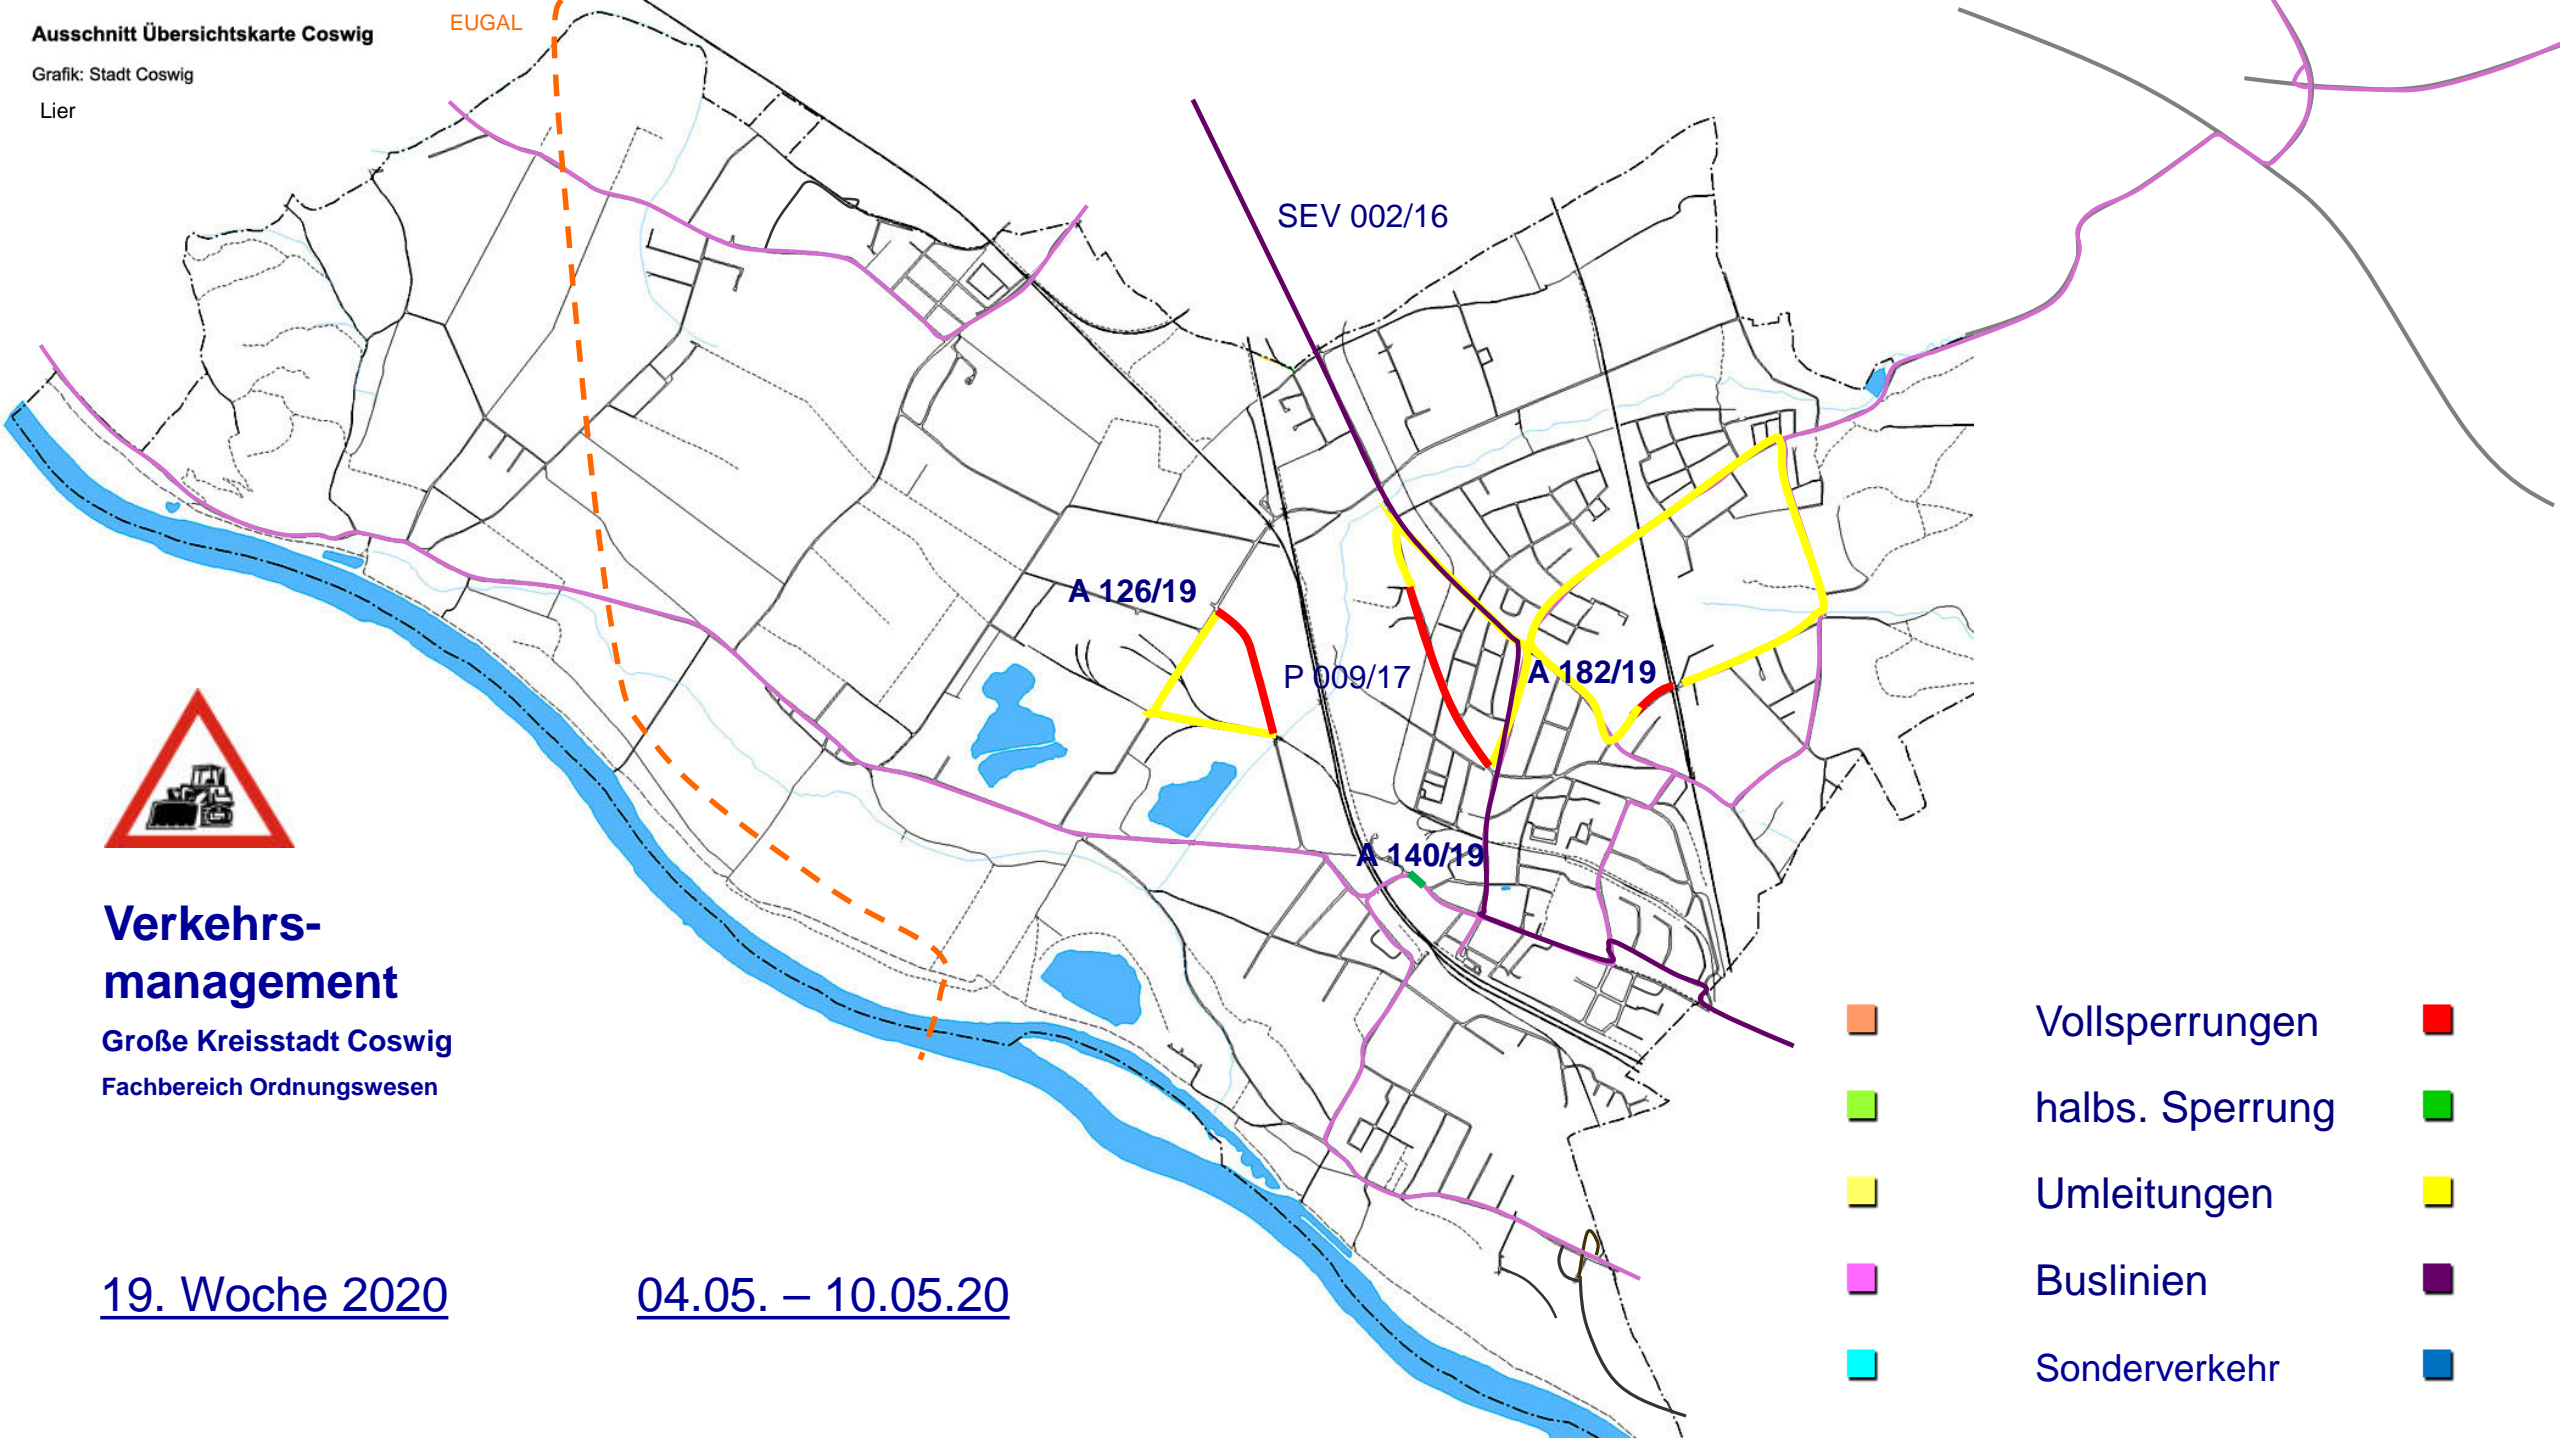 Ausschnitt Übersichtskarte Coswig
Grafik: Stadt Coswig
Lier
EUGAL
SEV 002/16
A 126/19
P 009/17
A 182/19
A 140/19
Verkehrs-
management
Große Kreisstadt Coswig
Fachbereich Ordnungswesen
19. Woche 2020
04.05. – 10.05.20
Vollsperrungen
halbs. Sperrung
Umleitungen
Buslinien
Sonderverkehr